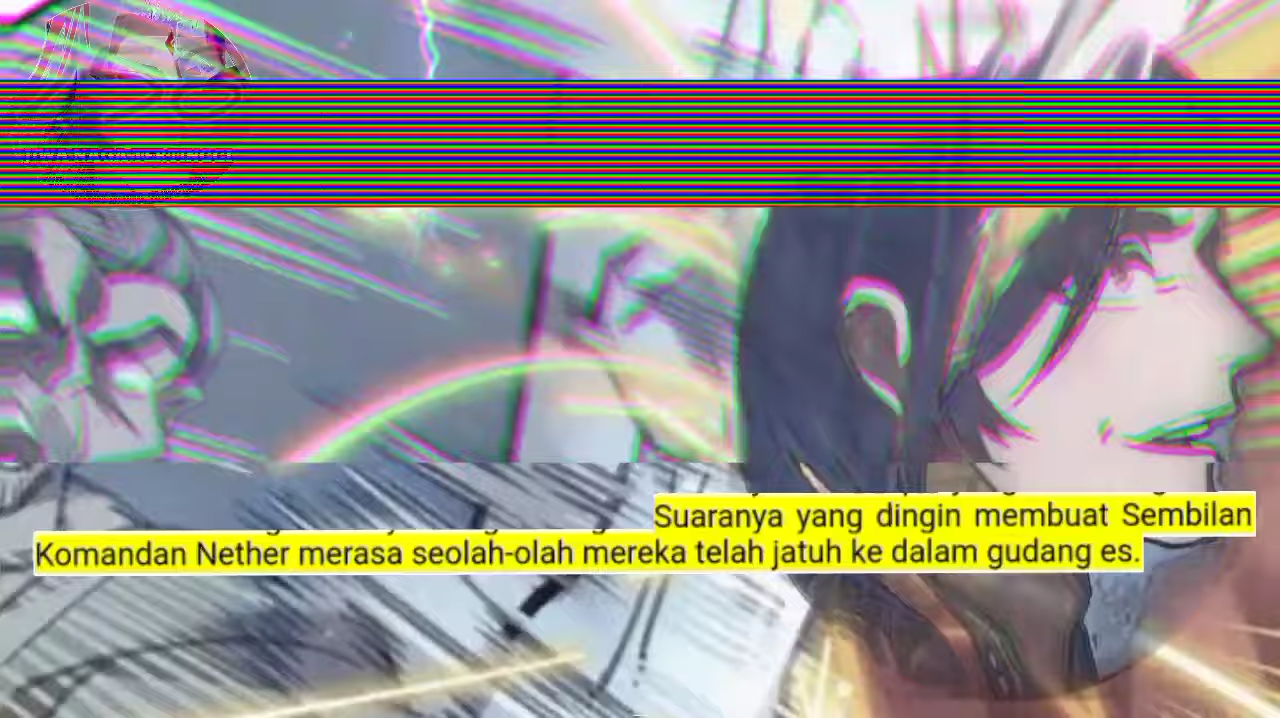 Suaranya yang dingin membuat Sembilan
Komandan Nether merasa seolah-olah mereka telah jatuh ke dalam gudang es.